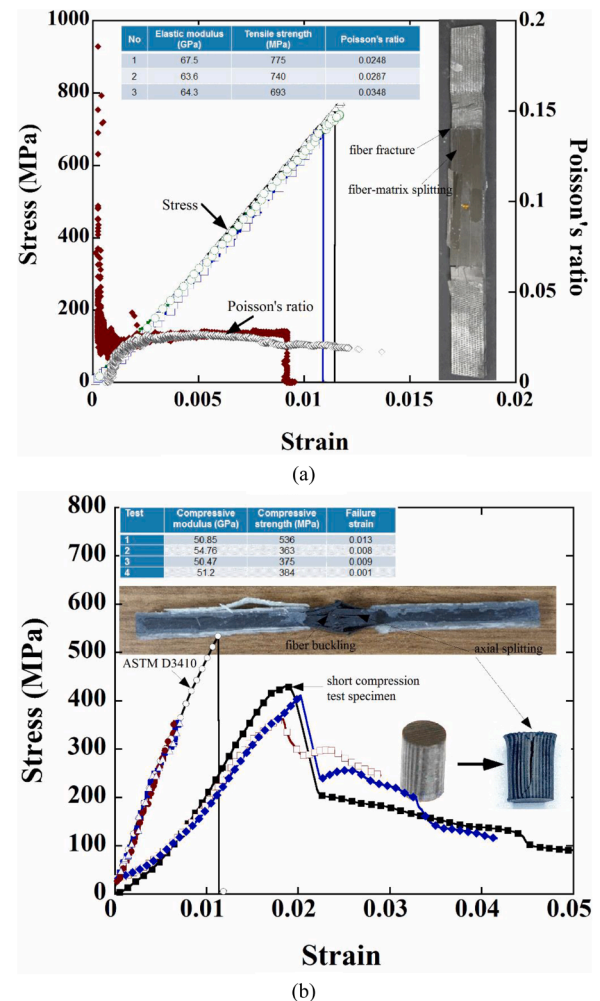 1000
800
600
400
200
0
Stress (MPa)
No Elastic modulus (GPa) Tensile strength (MPa) Poisson's ratio
1 67.5 775 0.0248
2 63.6 740 0.0287
3 64.3 693 0.0348
0.2
0.15
0.1
0.05
0
Poisson's ratio
fiber fracture
fiber-matrix splitting
Stress
Poisson's ratio
0 0.005 0.01 0.015 0.02
Strain
(a)
800
700
600
500
400
300
200
100
0
Stress (MPa)
Test Compressive modulus (GPa) Compressive strength (MPa) Failure strain
1 50.85 536 0.013
2 54.76 363 0.008
3 50.47 375 0.009
4 51.2 384 0.001
fiber buckling
axial splitting
ASTM D3410
short compression
test specimen
0 0.01 0.02 0.03 0.04 0.05
Strain
(b)